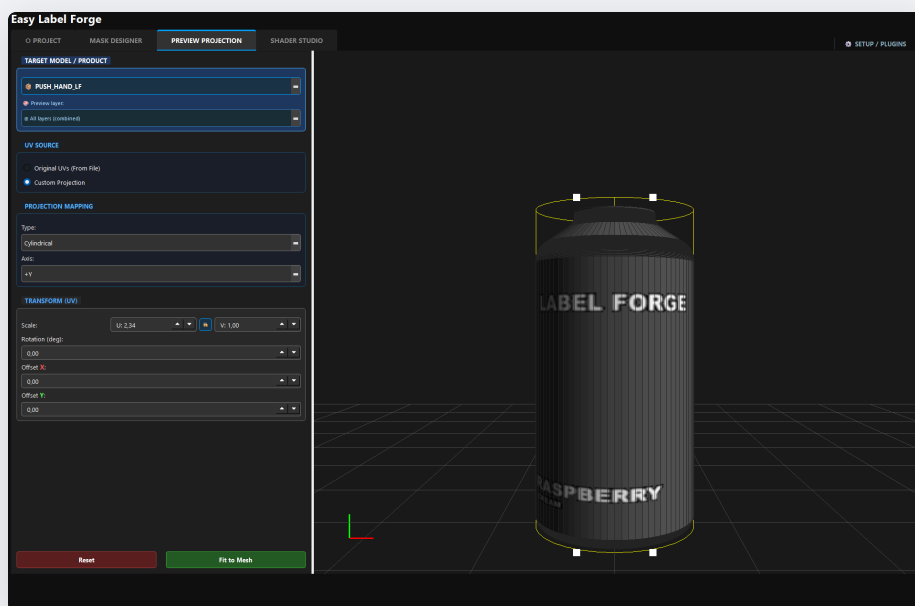 Easy Label Forge
PROJECT
MASK DESIGNER
PREVIEW PROJECTION
SHADER STUDIO
SETUP / PLUGINS
TARGET MODEL / PRODUCT
PUSH_HAND_LF
Preview layer:
All layers (combined)
UV SOURCE
Original UVs (From File)
Custom Projection
PROJECTION MAPPING
Type:
Cylindrical
Axis:
+Y
TRANSFORM (UV)
Scale:
U: 2,34
V: 1,00
Rotation (deg):
0,00
Offset X:
0,00
Offset Y:
0,00
Reset
Fit to Mesh
LABEL FORGE
RASPBERRY